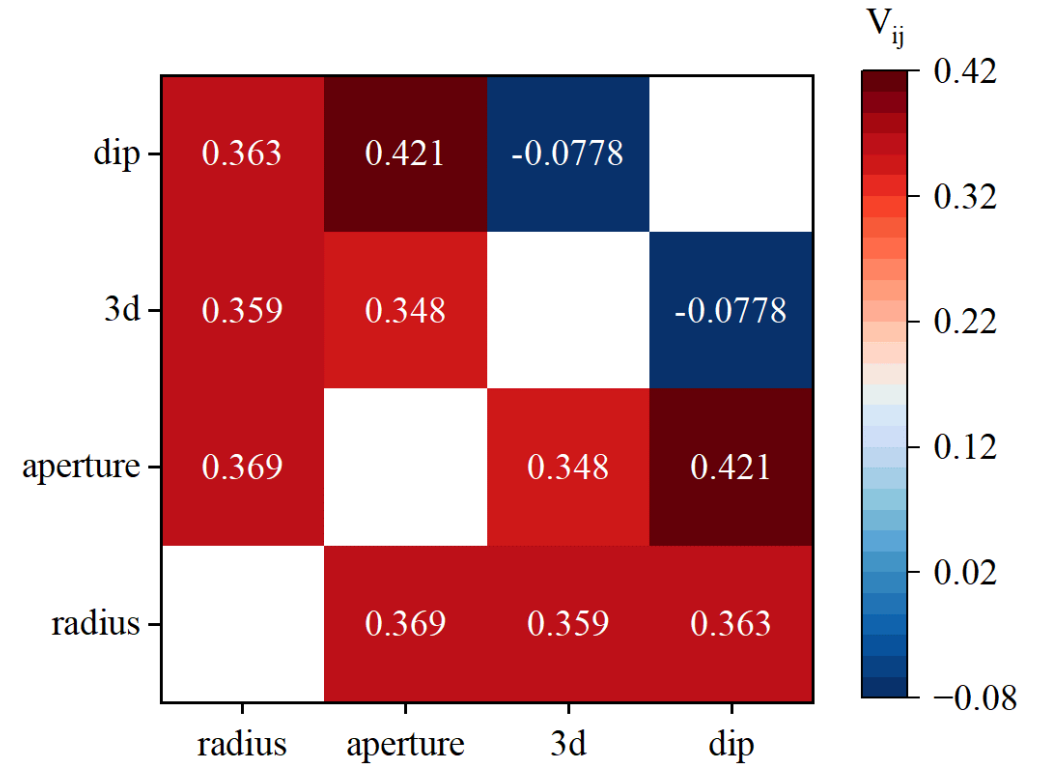 V_ij
0.42
dip 0.363 0.421 -0.0778
0.32
3d 0.359 0.348 -0.0778
0.22
0.12
aperture 0.369 0.348 0.421
0.02
radius 0.369 0.359 0.363
−0.08
radius aperture 3d dip